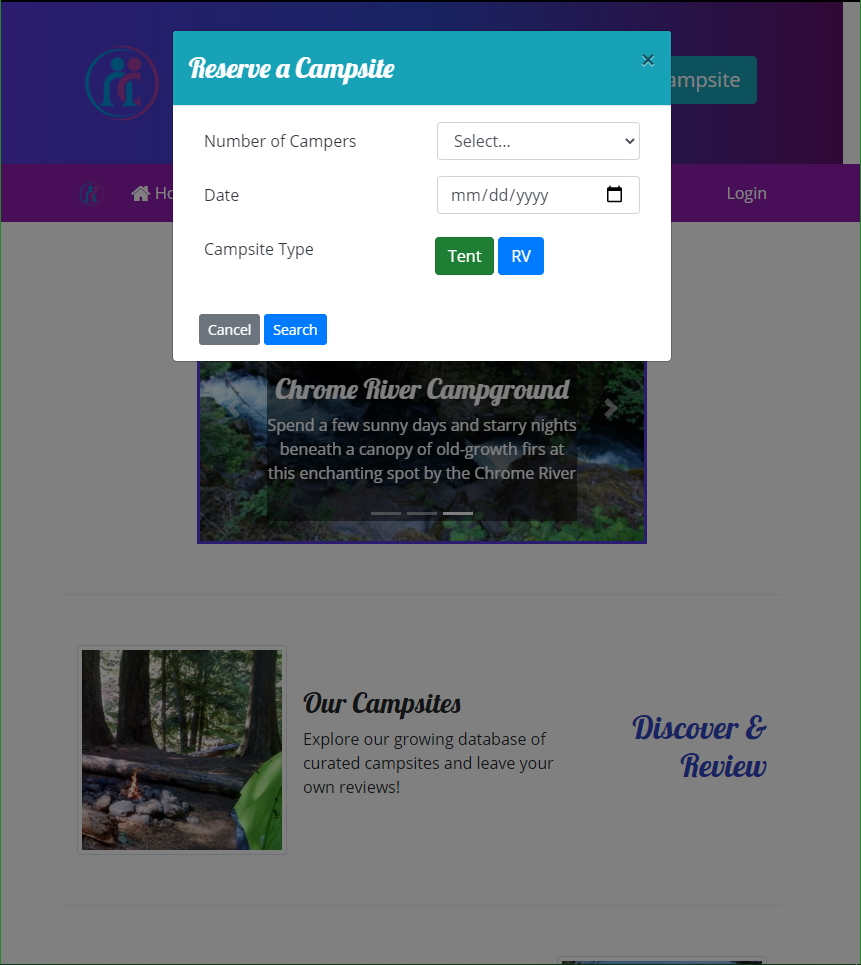 Reserve a Campsite
×
ampsite
Number of Campers
Select...
Date
mm/dd/yyyy
Campsite Type
Tent RV
Cancel Search
Login
Chrome River Campground
Spend a few sunny days and starry nights
beneath a canopy of old-growth firs at
this enchanting spot by the Chrome River
Our Campsites
Explore our growing database of
curated campsites and leave your
own reviews!
Discover &
Review